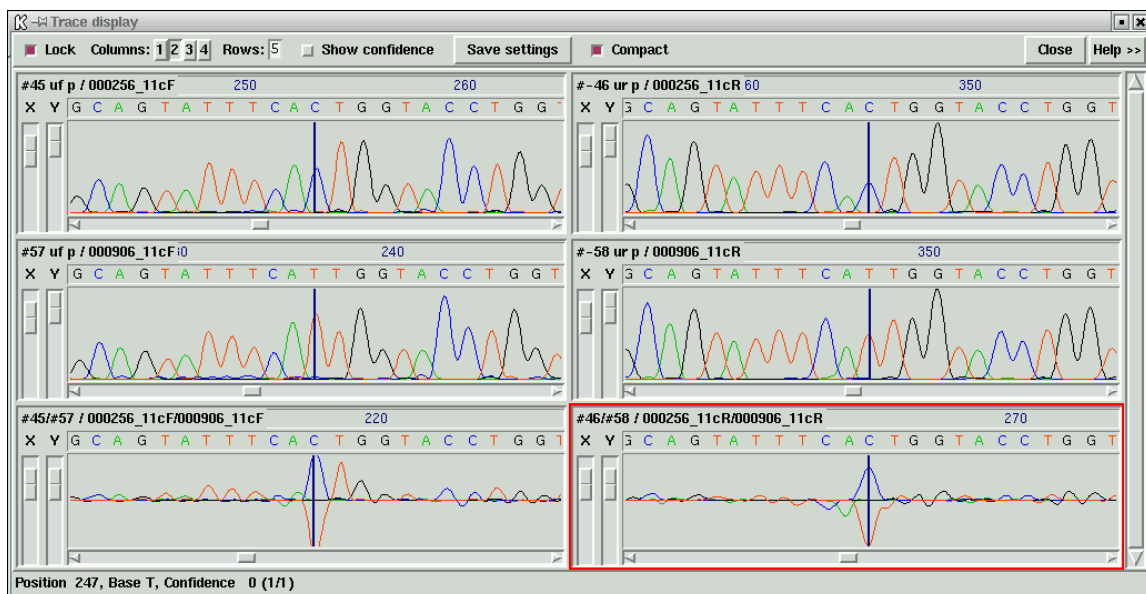 Trace display
Lock Columns: 1 2 3 4 Rows: 5 Show confidence Save settings Compact Close Help >>
#45 uf p / 000256_11cF 250 260
X Y G C A G T A T T T C A C T G G T A C C T G G T
#-46 ur p / 000256_11cR 60 350
X Y G C A G T A T T T C A C T G G T A C C T G G T
#57 uf p / 000906_11cF 30 240
X Y G C A G T A T T T C A T T G G T A C C T G G T
#-58 ur p / 000906_11cR 350
X Y G C A G T A T T T C A T T G G T A C C T G G T
#45/#57 / 000256_11cF/000906_11cF 220
X Y G C A G T A T T T C A C T G G T A C C T G G T
#46/#58 / 000256_11cR/000906_11cR 270
X Y G C A G T A T T T C A C T G G T A C C T G G T
Position 247, Base T, Confidence 0 (1/1)